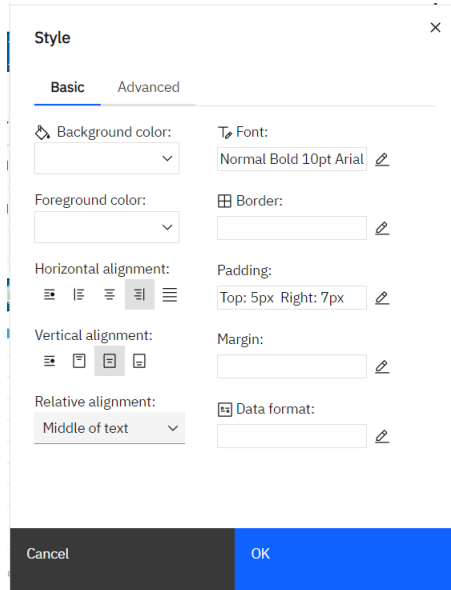 Style
Basic Advanced
Background color:
Font:
Normal Bold 10pt Arial
Foreground color:
Border:
Horizontal alignment:
Padding:
Top: 5px Right: 7px
Vertical alignment:
Margin:
Relative alignment:
Middle of text
Data format:
Cancel
OK